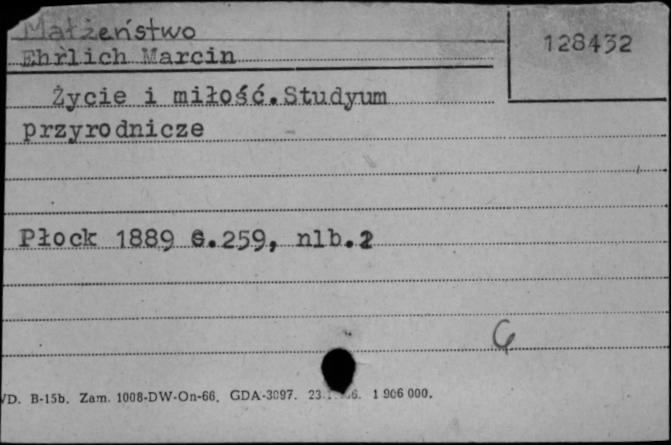 Małżeństwo
Ehrlich Marcin
128432
Życie i miłość. Studyum
przyrodnicze
Płock 1889 s.259, nlb.2
VD. B-15b. Zam. 1008-DW-On-66. GDA-3097. 1 906 000.